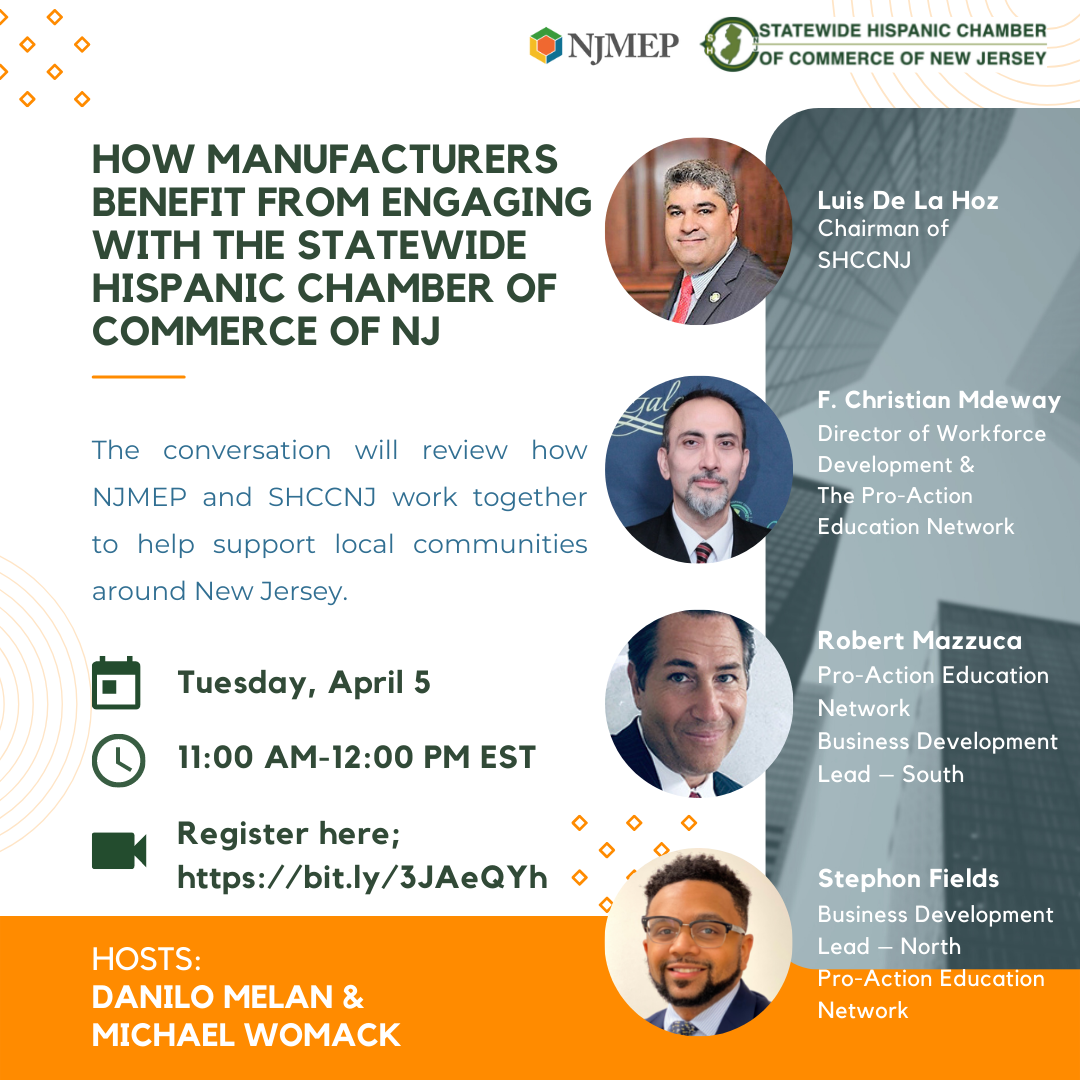 NJMEP
STATEWIDE HISPANIC CHAMBER
OF COMMERCE OF NEW JERSEY
HOW MANUFACTURERS
BENEFIT FROM ENGAGING
WITH THE STATEWIDE
HISPANIC CHAMBER OF
COMMERCE OF NJ
The conversation will review how
NJMEP and SHCCNJ work together
to help support local communities
around New Jersey.
Tuesday, April 5
11:00 AM-12:00 PM EST
Register here;
https://bit.ly/3JAeQYh
HOSTS:
DANILO MELAN &
MICHAEL WOMACK
Luis De La Hoz
Chairman of
SHCCNJ
Gal
F. Christian Mdeway
Director of Workforce
Development &
The Pro-Action
Education Network
Robert Mazzuca
Pro-Action Education
Network
Business Development
Lead – South
Stephon Fields
Business Development
Lead – North
Pro-Action Education
Network